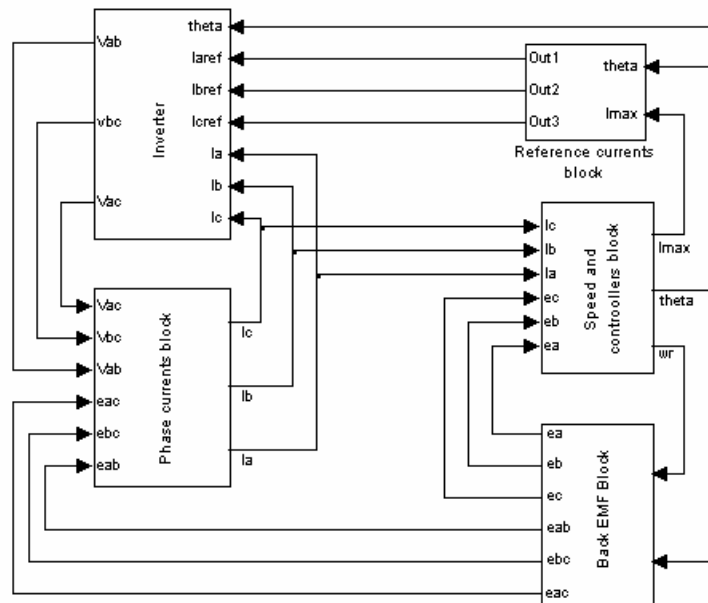 Inverter
Vab
vbc
Vac
theta
Iaref
Ibref
Icref
Ia
Ib
Ic
Out1
Out2
Out3
theta
Imax
Reference currents
block
Phase currents block
Vac
Vbc
Vab
eac
ebc
eab
Ic
Ib
Ia
Speed and
controollers block
Ic
Ib
Ia
ec
eb
ea
Imax
theta
wr
Back EMF Block
ea
eb
ec
eab
ebc
eac